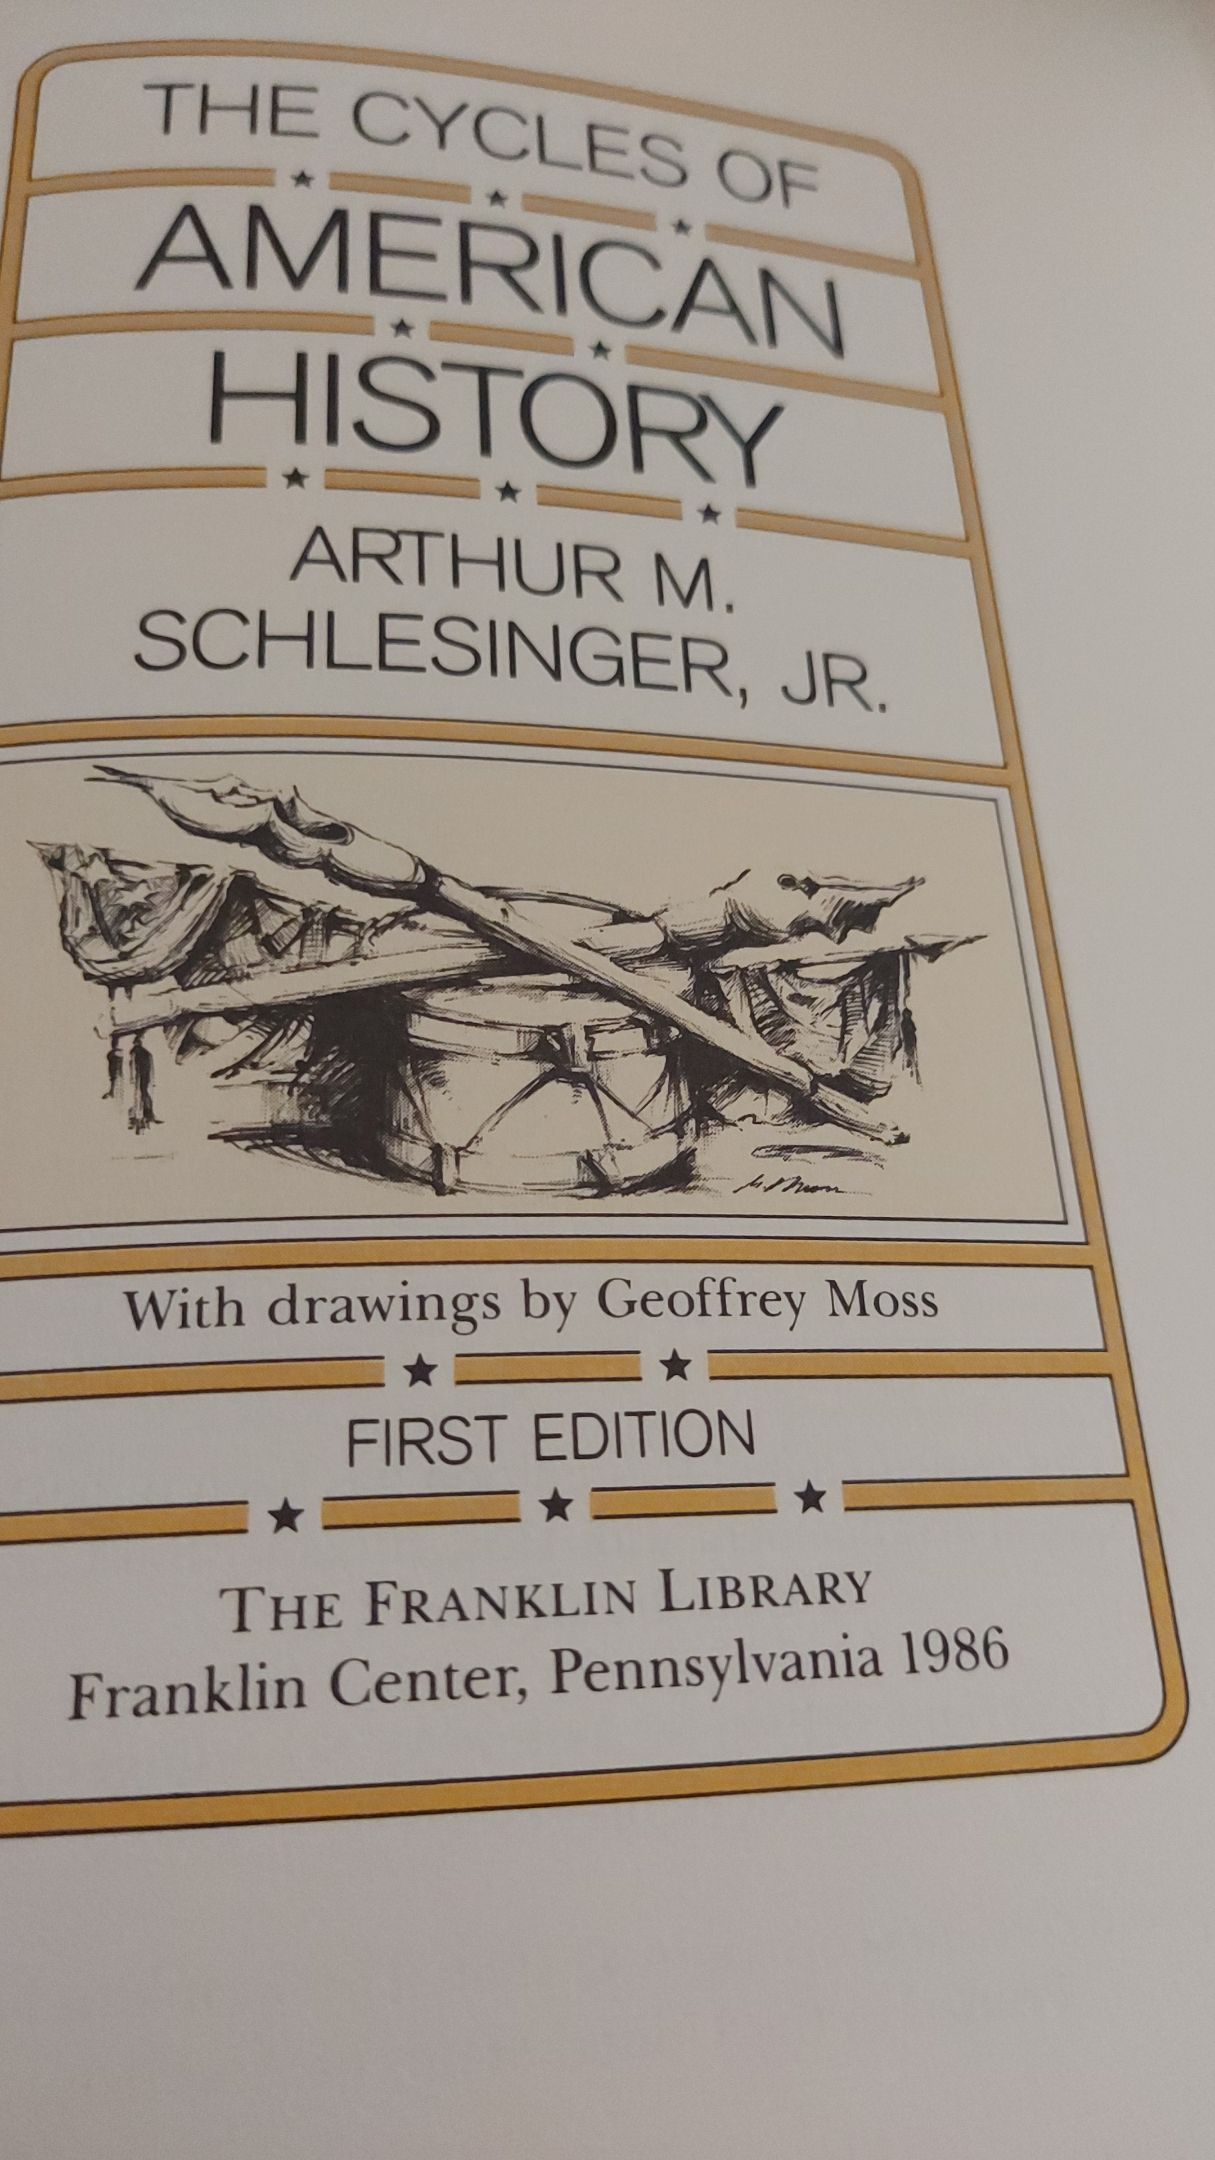 THE CYCLES OF
AMERICAN
HISTORY
ARTHUR M.
SCHLESINGER, JR.
With drawings by Geoffrey Moss
FIRST EDITION
THE FRANKLIN LIBRARY
Franklin Center, Pennsylvania 1986